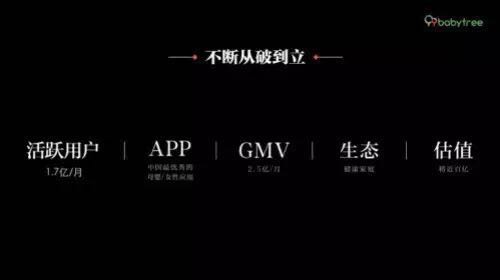 babytree
不断从破到立
活跃用户 | APP | GMV | 生态 | 估值
1.7亿/月
中国最优秀的
母婴/女性应用
2.5亿/月
健康家庭
将近百亿